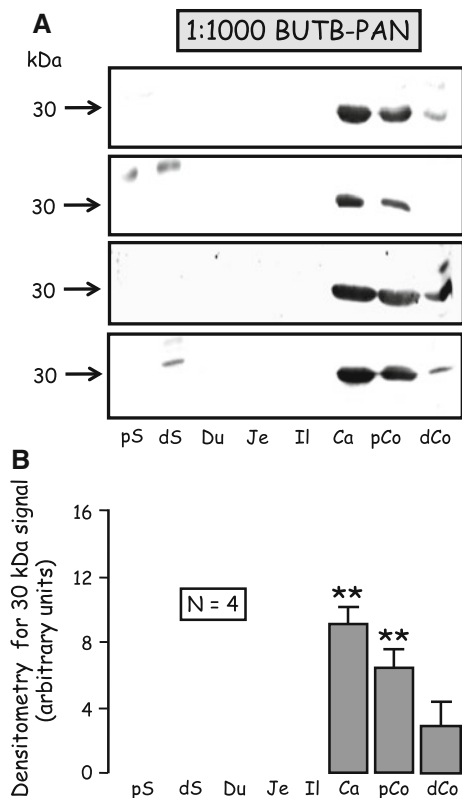 A
1:1000 BUTB-PAN
kDa
30
30
30
30
pS dS Du Je Il Ca pCo dCo
B
Densitometry for 30 kDa signal
(arbitrary units)
16
12
8
4
0
N = 4
**
**
pS dS Du Je Il Ca pCo dCo